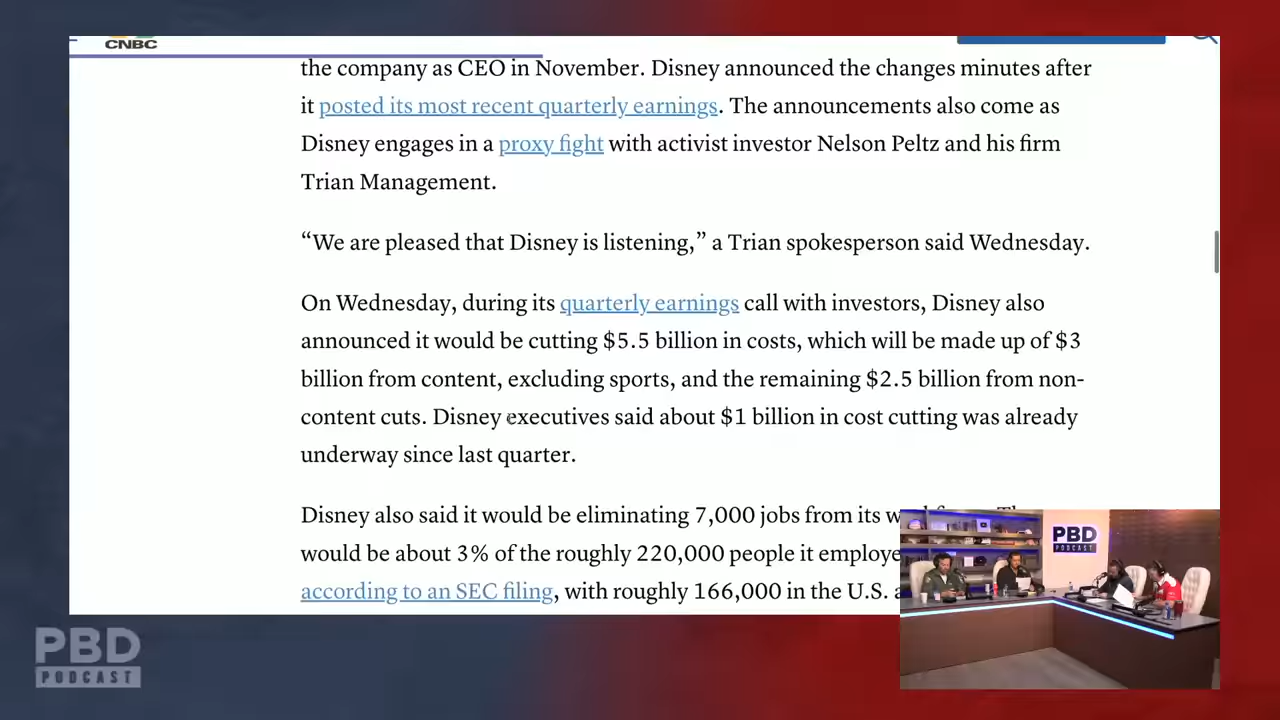 CNBC
the company as CEO in November. Disney announced the changes minutes after
it posted its most recent quarterly earnings. The announcements also come as
Disney engages in a proxy fight with activist investor Nelson Peltz and his firm
Trian Management.
“We are pleased that Disney is listening,” a Trian spokesperson said Wednesday.
On Wednesday, during its quarterly earnings call with investors, Disney also
announced it would be cutting $5.5 billion in costs, which will be made up of $3
billion from content, excluding sports, and the remaining $2.5 billion from non-
content cuts. Disney executives said about $1 billion in cost cutting was already
underway since last quarter.
Disney also said it would be eliminating 7,000 jobs from its
would be about 3% of the roughly 220,000 people it
according to an SEC filing, with roughly 166,000 in the U.S.
PBD
PODCAST
PBD
PODCAST